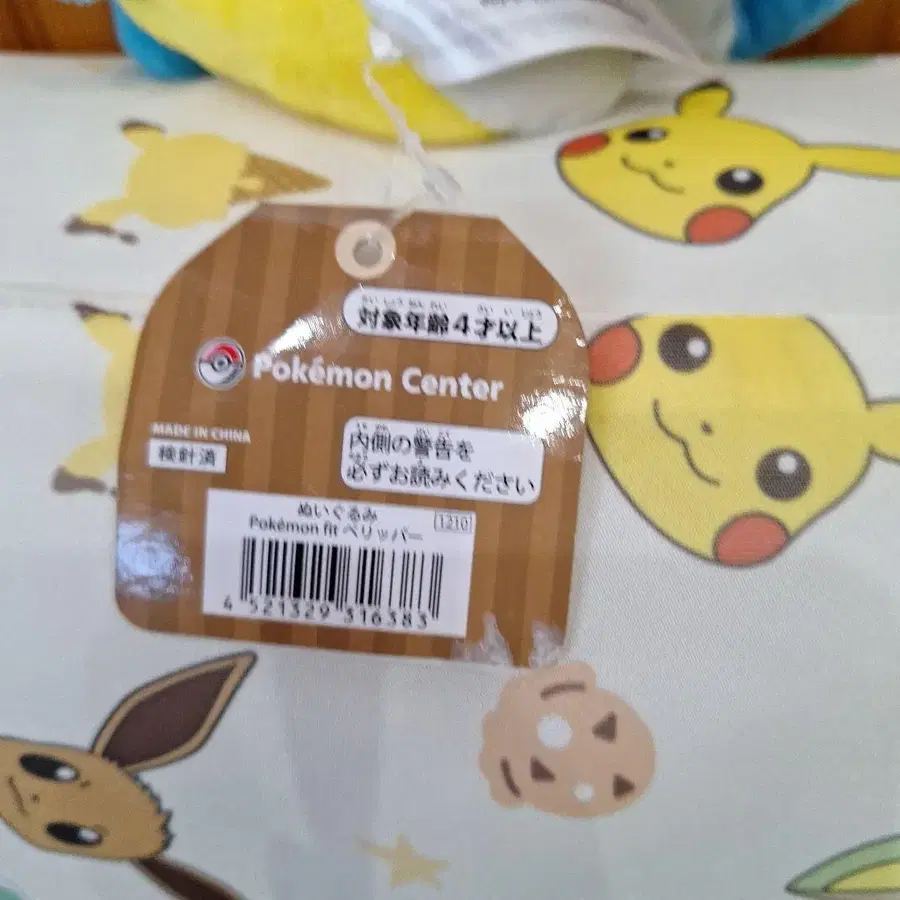 対象年齢4才以上
Pokémon Center
MADE IN CHINA
検針済
内側の警告を
必ずお読みください
ぬいぐるみ
1210
Pokémon fit ペリッパー
4 521329 316383